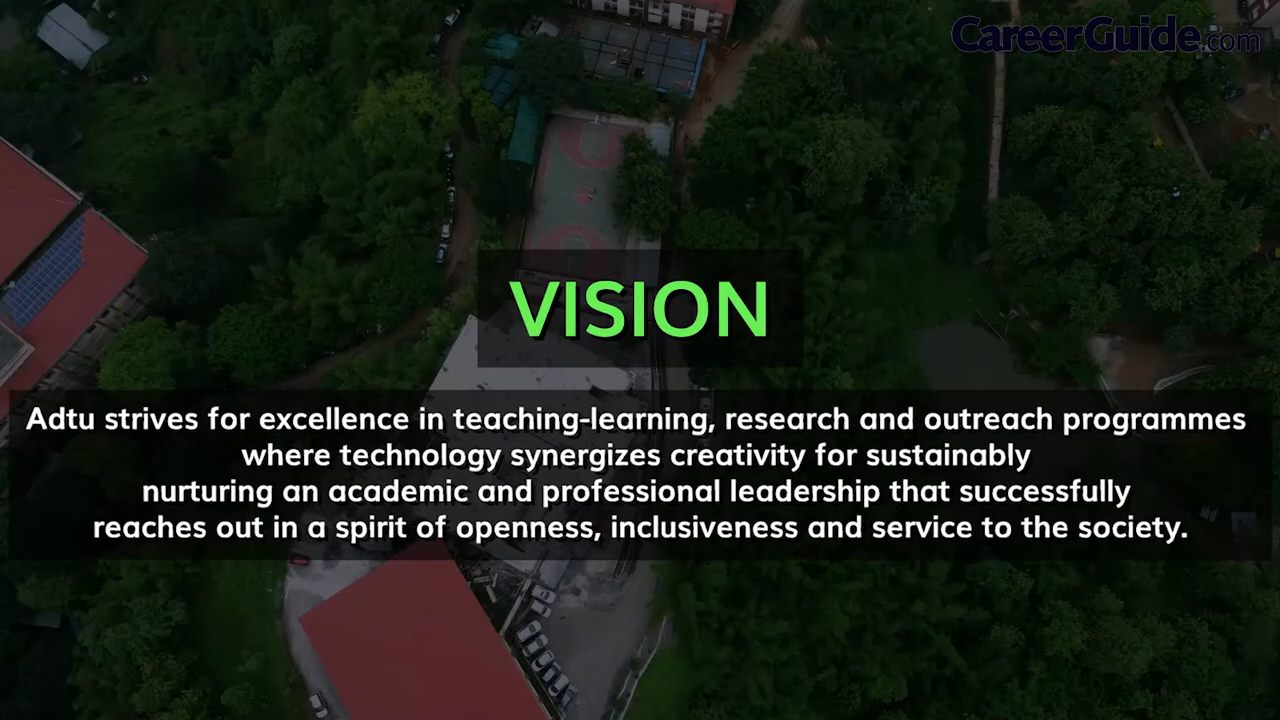 CareerGuide.com
VISION
Adtu strives for excellence in teaching-learning, research and outreach programmes
where technology synergizes creativity for sustainably
nurturing an academic and professional leadership that successfully
reaches out in a spirit of openness, inclusiveness and service to the society.